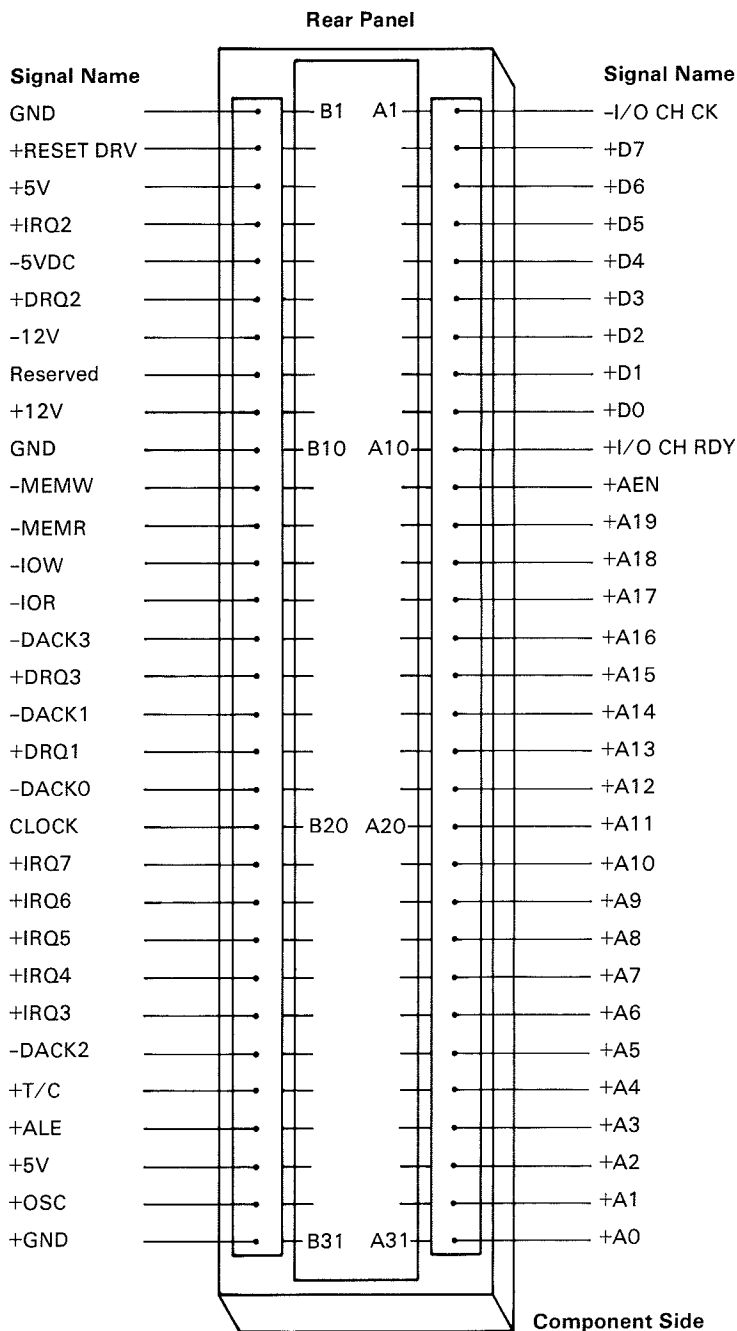 Rear Panel
Signal Name Signal Name
GND B1 A1 -I/O CH CK
+RESET DRV +D7
+5V +D6
+IRQ2 +D5
-5VDC +D4
+DRQ2 +D3
-12V +D2
Reserved +D1
+12V +D0
GND B10 A10 +I/O CH RDY
-MEMW +AEN
-MEMR +A19
-IOW +A18
-IOR +A17
-DACK3 +A16
+DRQ3 +A15
-DACK1 +A14
+DRQ1 +A13
-DACK0 +A12
CLOCK B20 A20 +A11
+IRQ7 +A10
+IRQ6 +A9
+IRQ5 +A8
+IRQ4 +A7
+IRQ3 +A6
-DACK2 +A5
+T/C +A4
+ALE +A3
+5V +A2
+OSC +A1
+GND B31 A31 +A0
Component Side